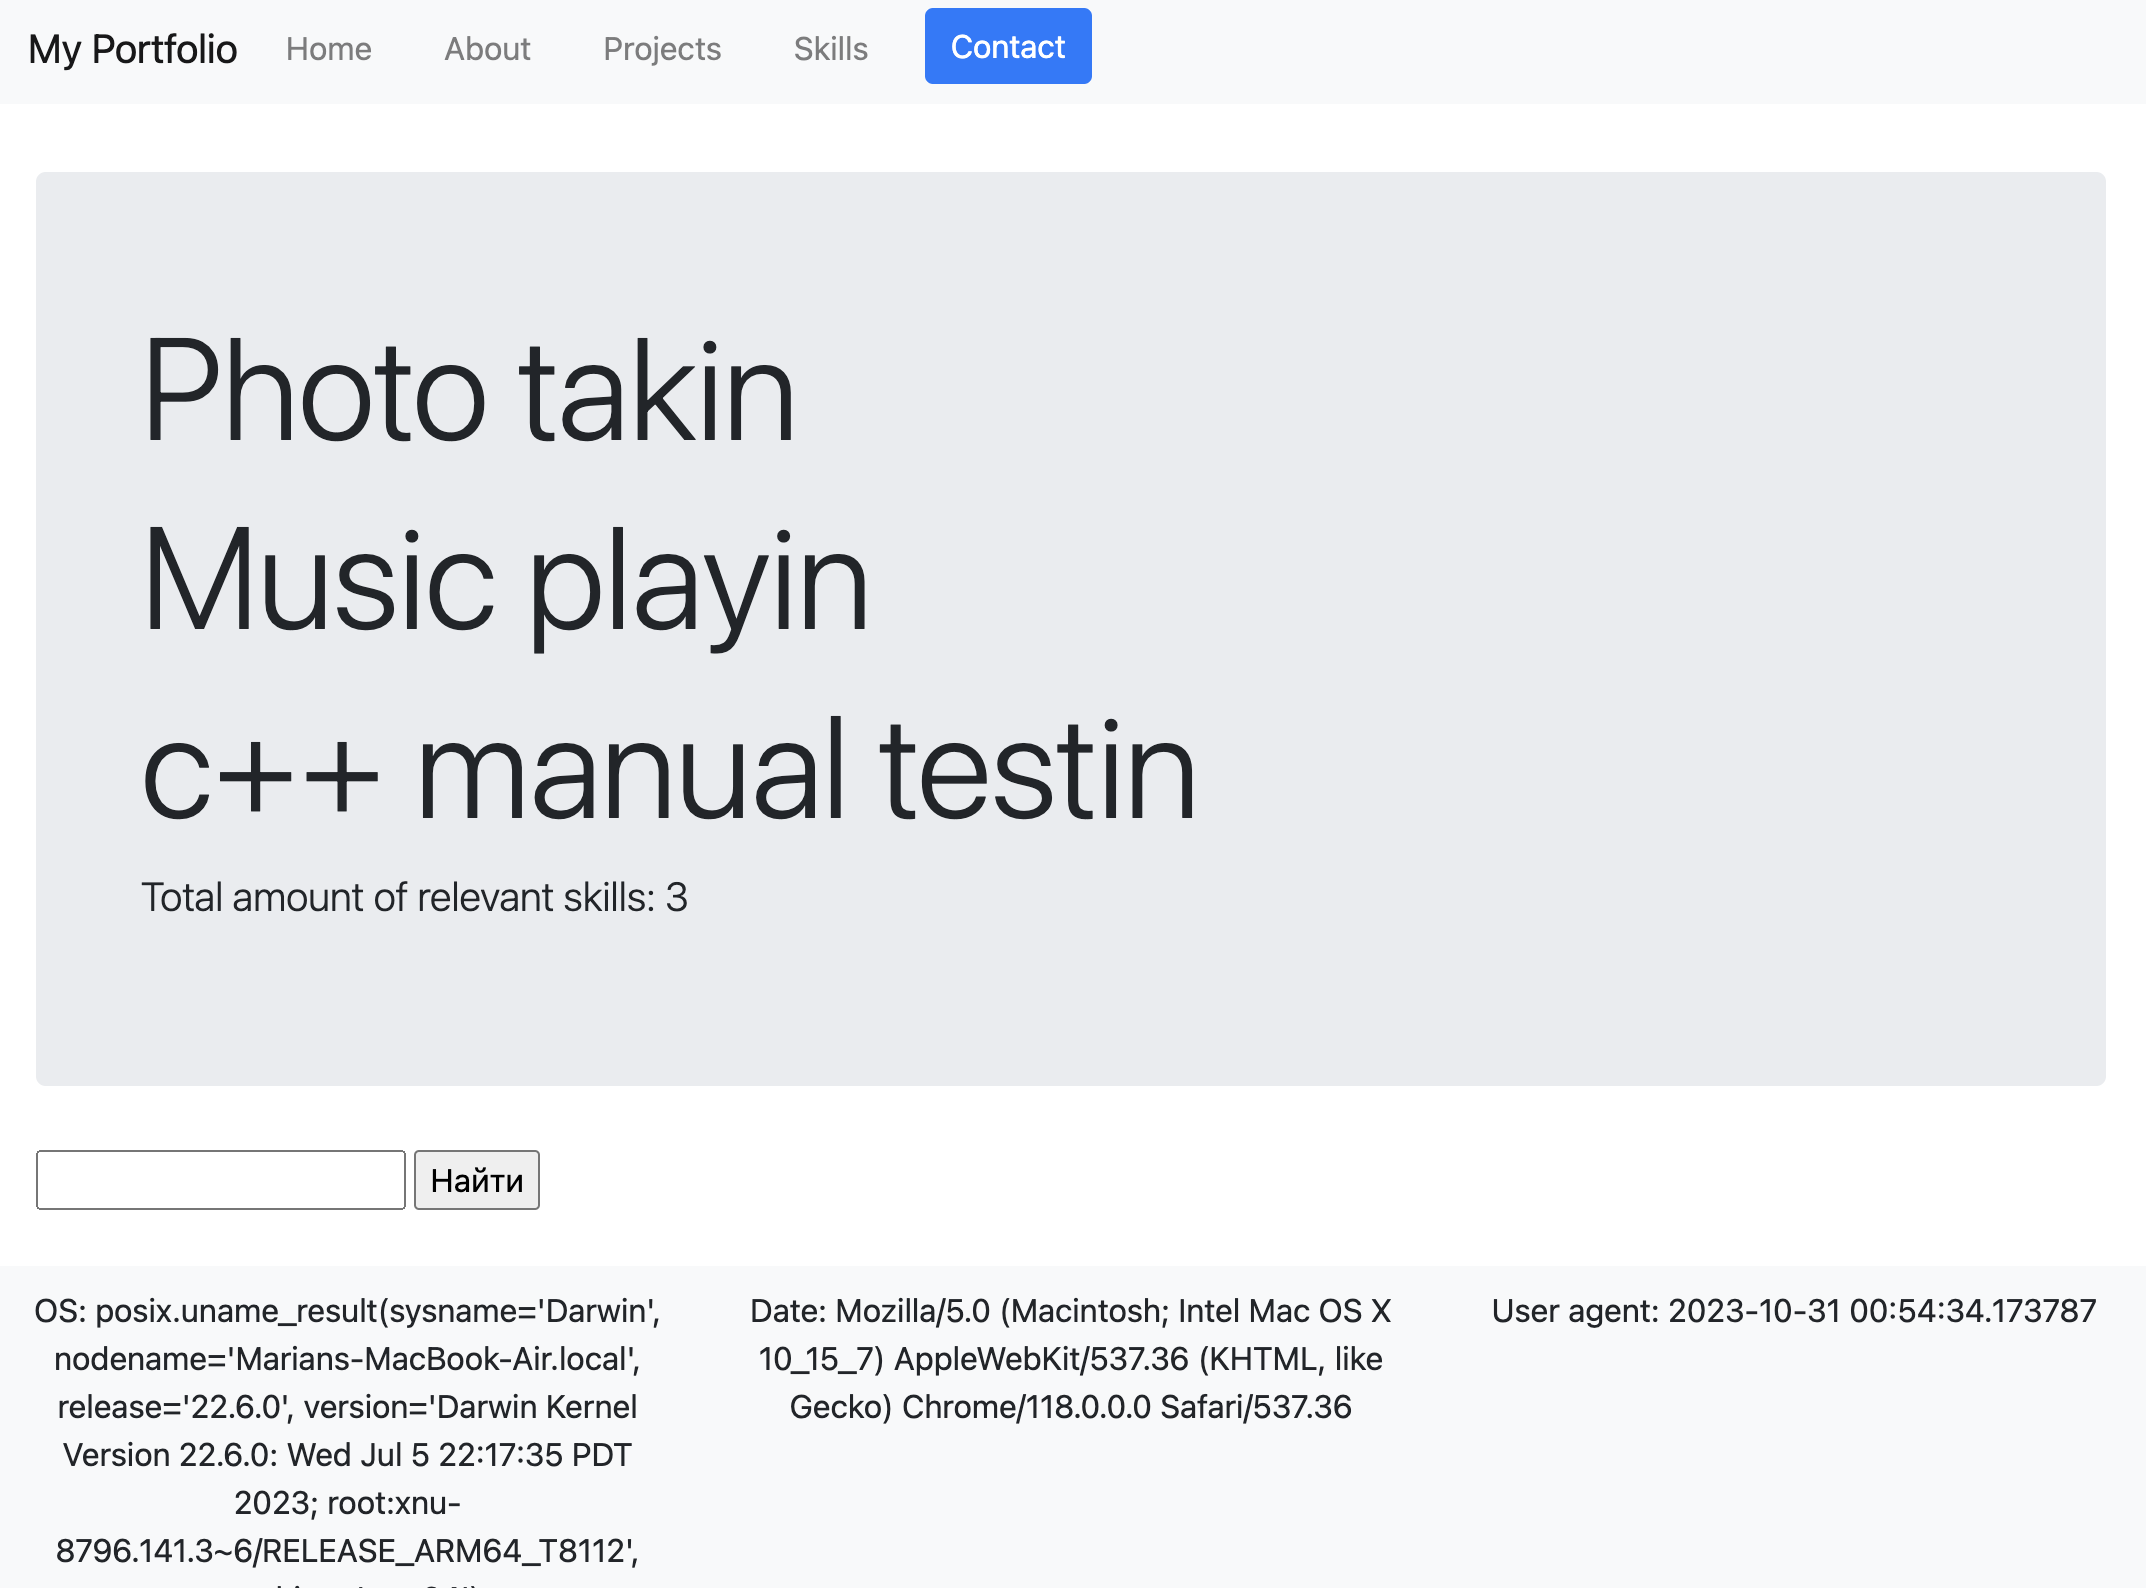 My Portfolio Home About Projects Skills Contact
Photo takin
Music playin
c++ manual testin
Total amount of relevant skills: 3
Найти
OS: posix.uname_result(sysname='Darwin',
nodename='Marians-MacBook-Air.local',
release='22.6.0', version='Darwin Kernel
Version 22.6.0: Wed Jul 5 22:17:35 PDT
2023; root:xnu-
8796.141.3~6/RELEASE_ARM64_T8112',
Date: Mozilla/5.0 (Macintosh; Intel Mac OS X
10_15_7) AppleWebKit/537.36 (KHTML, like
Gecko) Chrome/118.0.0.0 Safari/537.36
User agent: 2023-10-31 00:54:34.173787